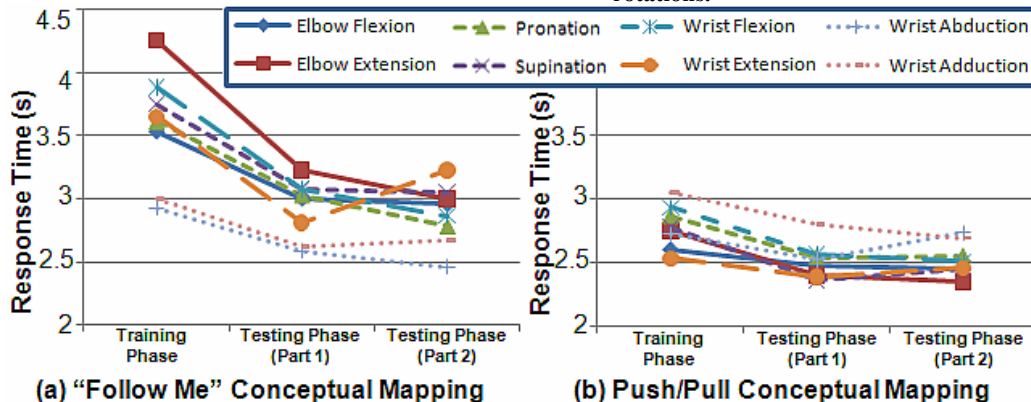 rotations.
4.5
4
3.5
3
2.5
2
Response Time (s)
Elbow Flexion
Pronation
Wrist Flexion
Wrist Abduction
Elbow Extension
Supination
Wrist Extension
Wrist Adduction
Training
Phase
Testing Phase
(Part 1)
Testing Phase
(Part 2)
(a) “Follow Me” Conceptual Mapping
3.5
3
2.5
2
Response Time (s)
Training
Phase
Testing Phase
(Part 1)
Testing Phase
(Part 2)
(b) Push/Pull Conceptual Mapping